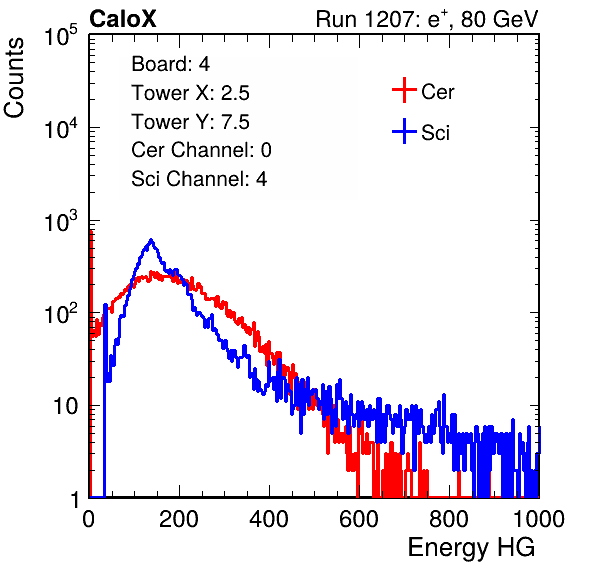 CaloX Run 1207: e⁺, 80 GeV
Counts
Board: 4
Tower X: 2.5
Tower Y: 7.5
Cer Channel: 0
Sci Channel: 4
Cer
Sci
10⁵
10⁴
10³
10²
10
1
0 200 400 600 800 1000
Energy HG